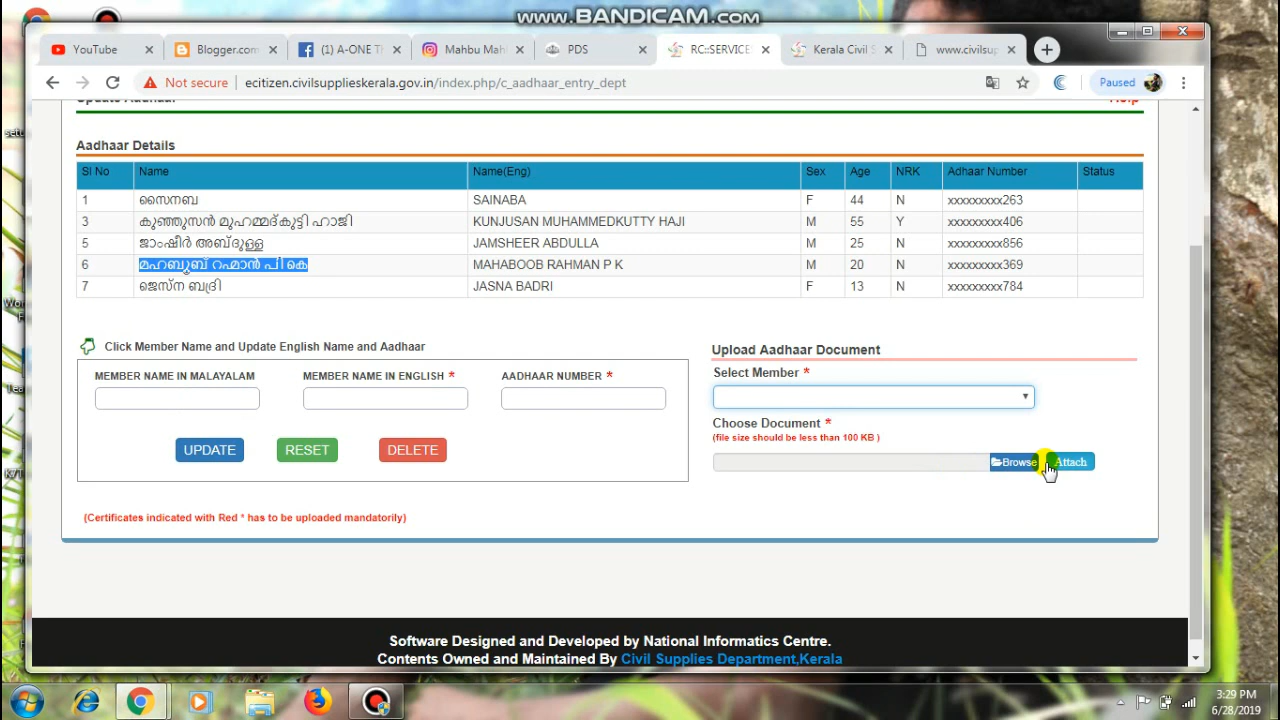 www.BANDICAM.com
YouTube
Blogger.com
(1) A-ONE T
Mahbu Mah
PDS
RC::SERVICE
Kerala Civil S
www.civilsup
Not secure
ecitizen.civilsupplieskerala.gov.in/index.php/c_aadhaar_entry_dept
Paused
Update Aadhaar
Help
Aadhaar Details
Sl No Name Name(Eng) Sex Age NRK Adhaar Number Status
1 സൈനബ SAINABA F 44 N xxxxxxxxx263
3 കുഞ്ഞുസൻ മുഹമ്മദ്കുട്ടി ഹാജി KUNJUSAN MUHAMMEDKUTTY HAJI M 55 Y xxxxxxxxx406
5 ജാംഷീർ അബ്ദുള്ള JAMSHEER ABDULLA M 25 N xxxxxxxxx856
6 മഹബൂബ് റഹ്മാൻ പി കെ MAHABOOB RAHMAN P K M 20 N xxxxxxxxx369
7 ജെസ്ന ബദ്രി JASNA BADRI F 13 N xxxxxxxxx784
Click Member Name and Update English Name and Aadhaar
MEMBER NAME IN MALAYALAM MEMBER NAME IN ENGLISH * AADHAAR NUMBER *
UPDATE RESET DELETE
Upload Aadhaar Document
Select Member *
Choose Document *
(file size should be less than 100 KB )
Browse Attach
(Certificates indicated with Red * has to be uploaded mandatorily)
Software Designed and Developed by National Informatics Centre.
Contents Owned and Maintained By Civil Supplies Department,Kerala
3:29 PM
6/28/2019